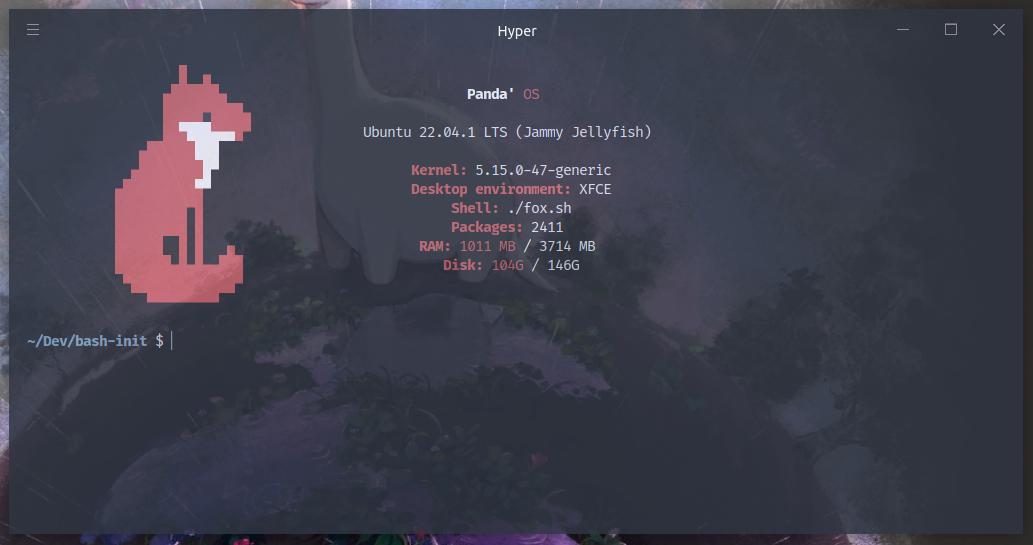 Hyper
Panda' OS
Ubuntu 22.04.1 LTS (Jammy Jellyfish)
Kernel: 5.15.0-47-generic
Desktop environment: XFCE
Shell: ./fox.sh
Packages: 2411
RAM: 1011 MB / 3714 MB
Disk: 104G / 146G
~/Dev/bash-init $